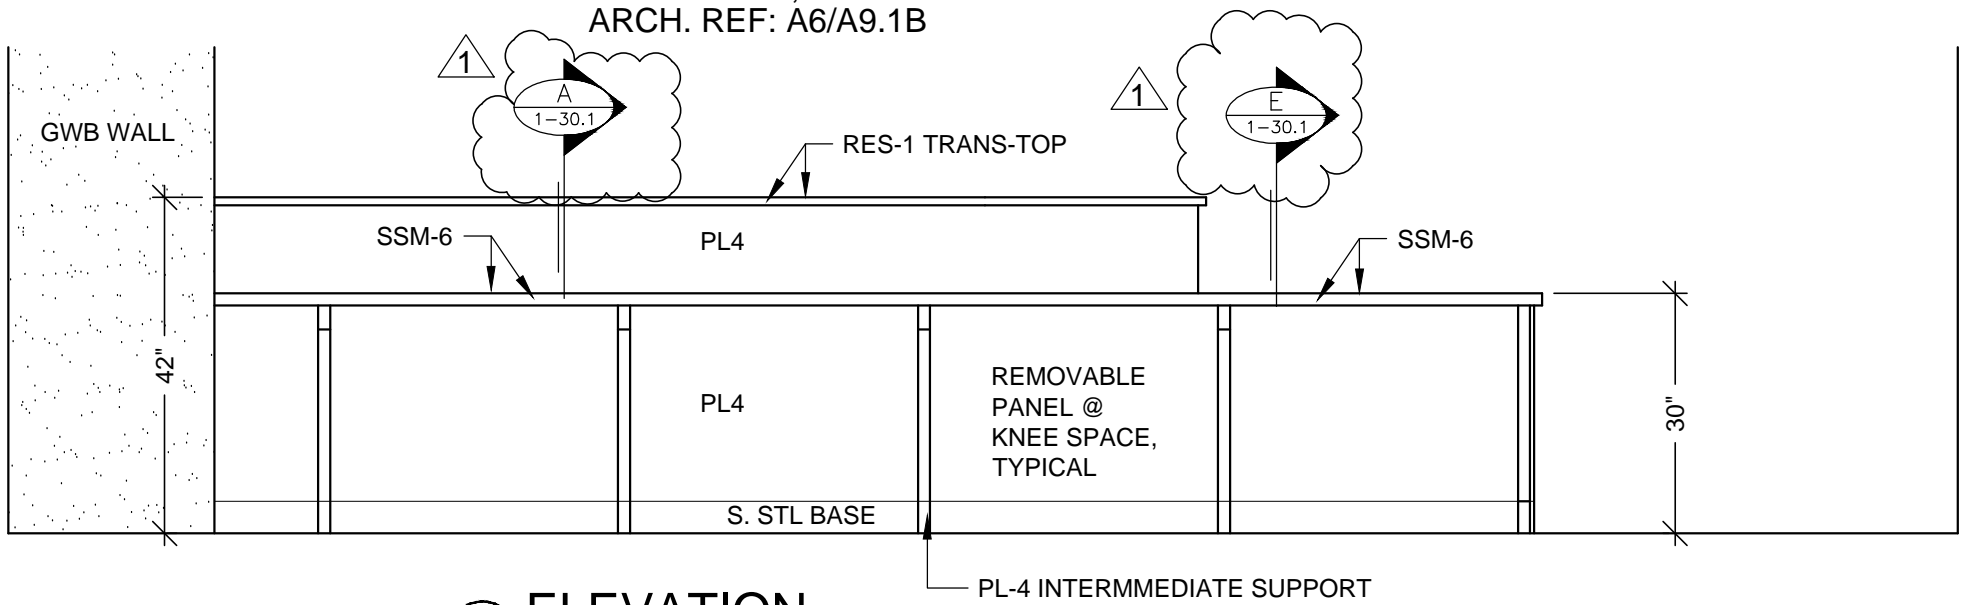 ARCH. REF: A6/A9.1B
1
A
1-30.1
1
E
1-30.1
GWB WALL
RES-1 TRANS-TOP
SSM-6
PL4
SSM-6
42"
PL4
REMOVABLE
PANEL @
KNEE SPACE,
TYPICAL
30"
S. STL BASE
PL-4 INTERMMEDIATE SUPPORT
ELEVATION